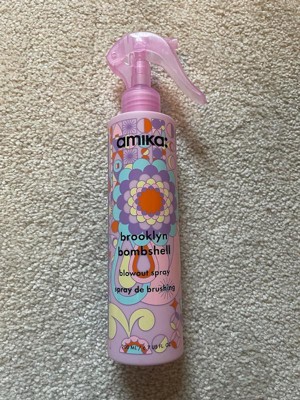 amika:
brooklyn
bombshell
blowout spray
spray de brushing